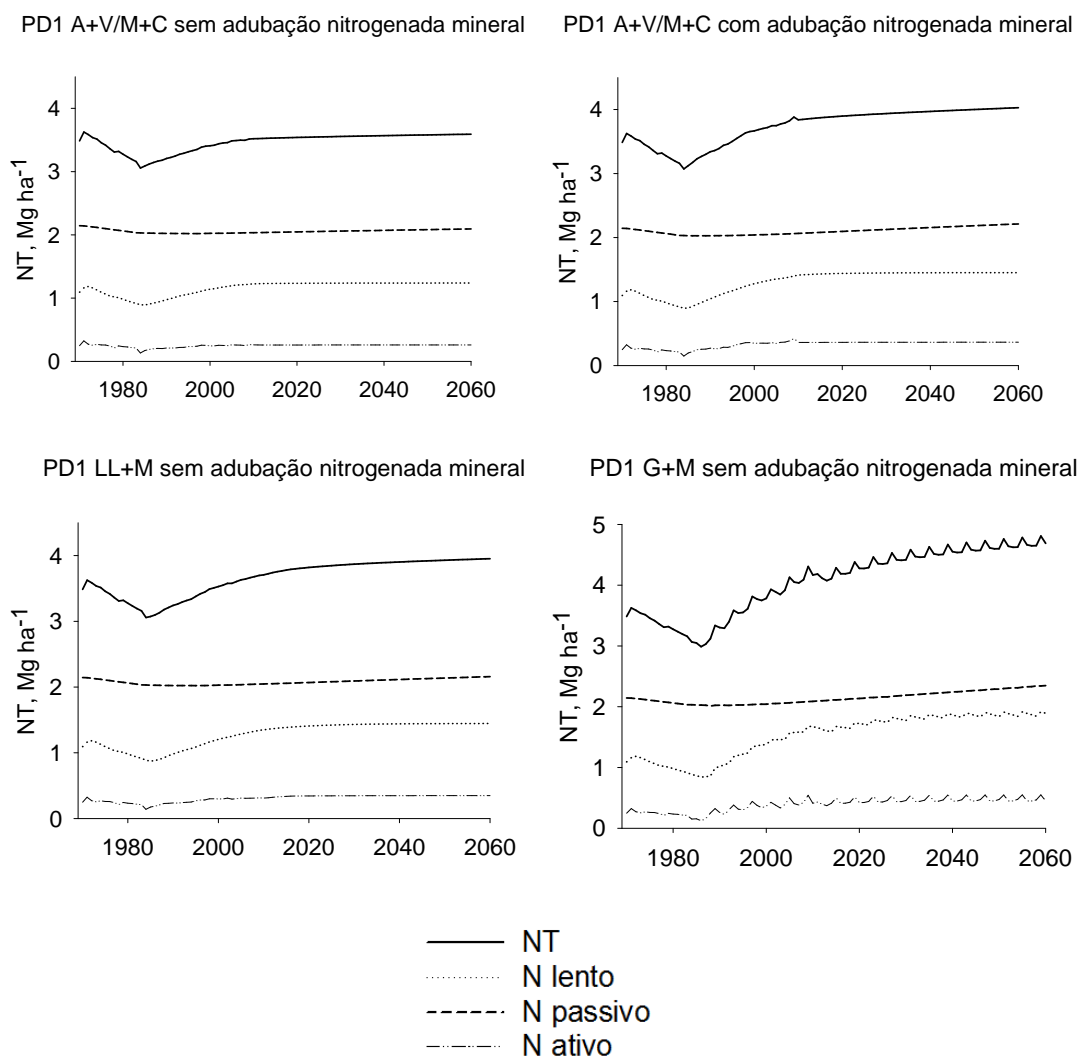 PD1 A+V/M+C sem adubação nitrogenada mineral
PD1 A+V/M+C com adubação nitrogenada mineral
NT, Mg ha⁻¹
4
3
2
1
0
1980 2000 2020 2040 2060
NT, Mg ha⁻¹
4
3
2
1
0
1980 2000 2020 2040 2060
PD1 LL+M sem adubação nitrogenada mineral
PD1 G+M sem adubação nitrogenada mineral
NT, Mg ha⁻¹
4
3
2
1
0
1980 2000 2020 2040 2060
NT, Mg ha⁻¹
5
4
3
2
1
0
1980 2000 2020 2040 2060
NT
N lento
N passivo
N ativo